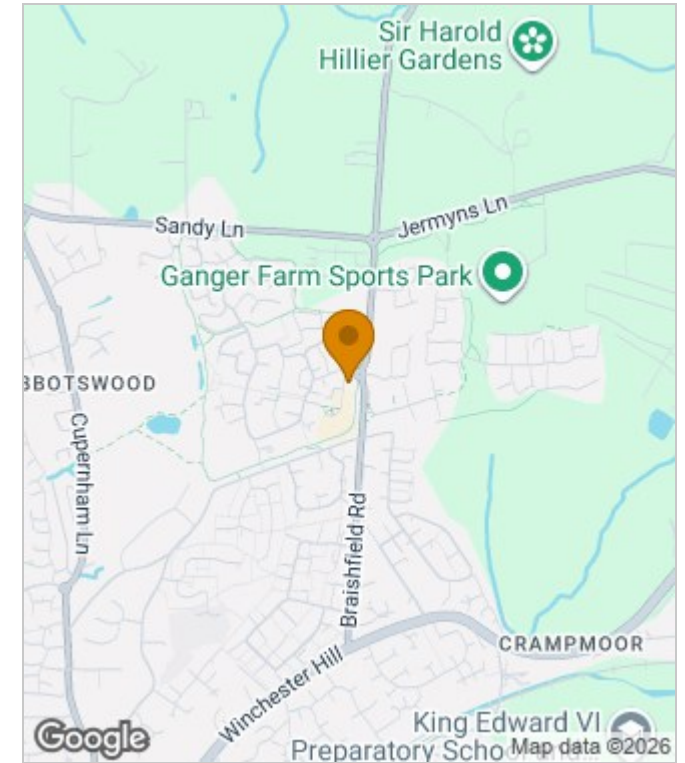 Sir Harold
Hillier Gardens
Sandy Ln
Jermyns Ln
Ganger Farm Sports Park
BBOTSWOOD
Cupernham Ln
Braishfield Rd
CRAMPMOOR
Winchester Hill
King Edward VI
Preparatory Schoo
Google
Map data ©2026